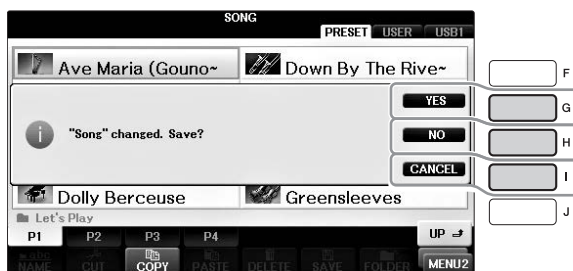 SONG
PRESET USER USB1
Ave Maria (Gouno~ Down By The Rive~
F
YES
G
"Song" changed. Save?
NO
H
CANCEL
I
Dolly Berceuse Greensleeves
J
Let's Play
P1 P2 P3 P4 UP
NAME CUT COPY PASTE DELETE SAVE FOLDER MENU2